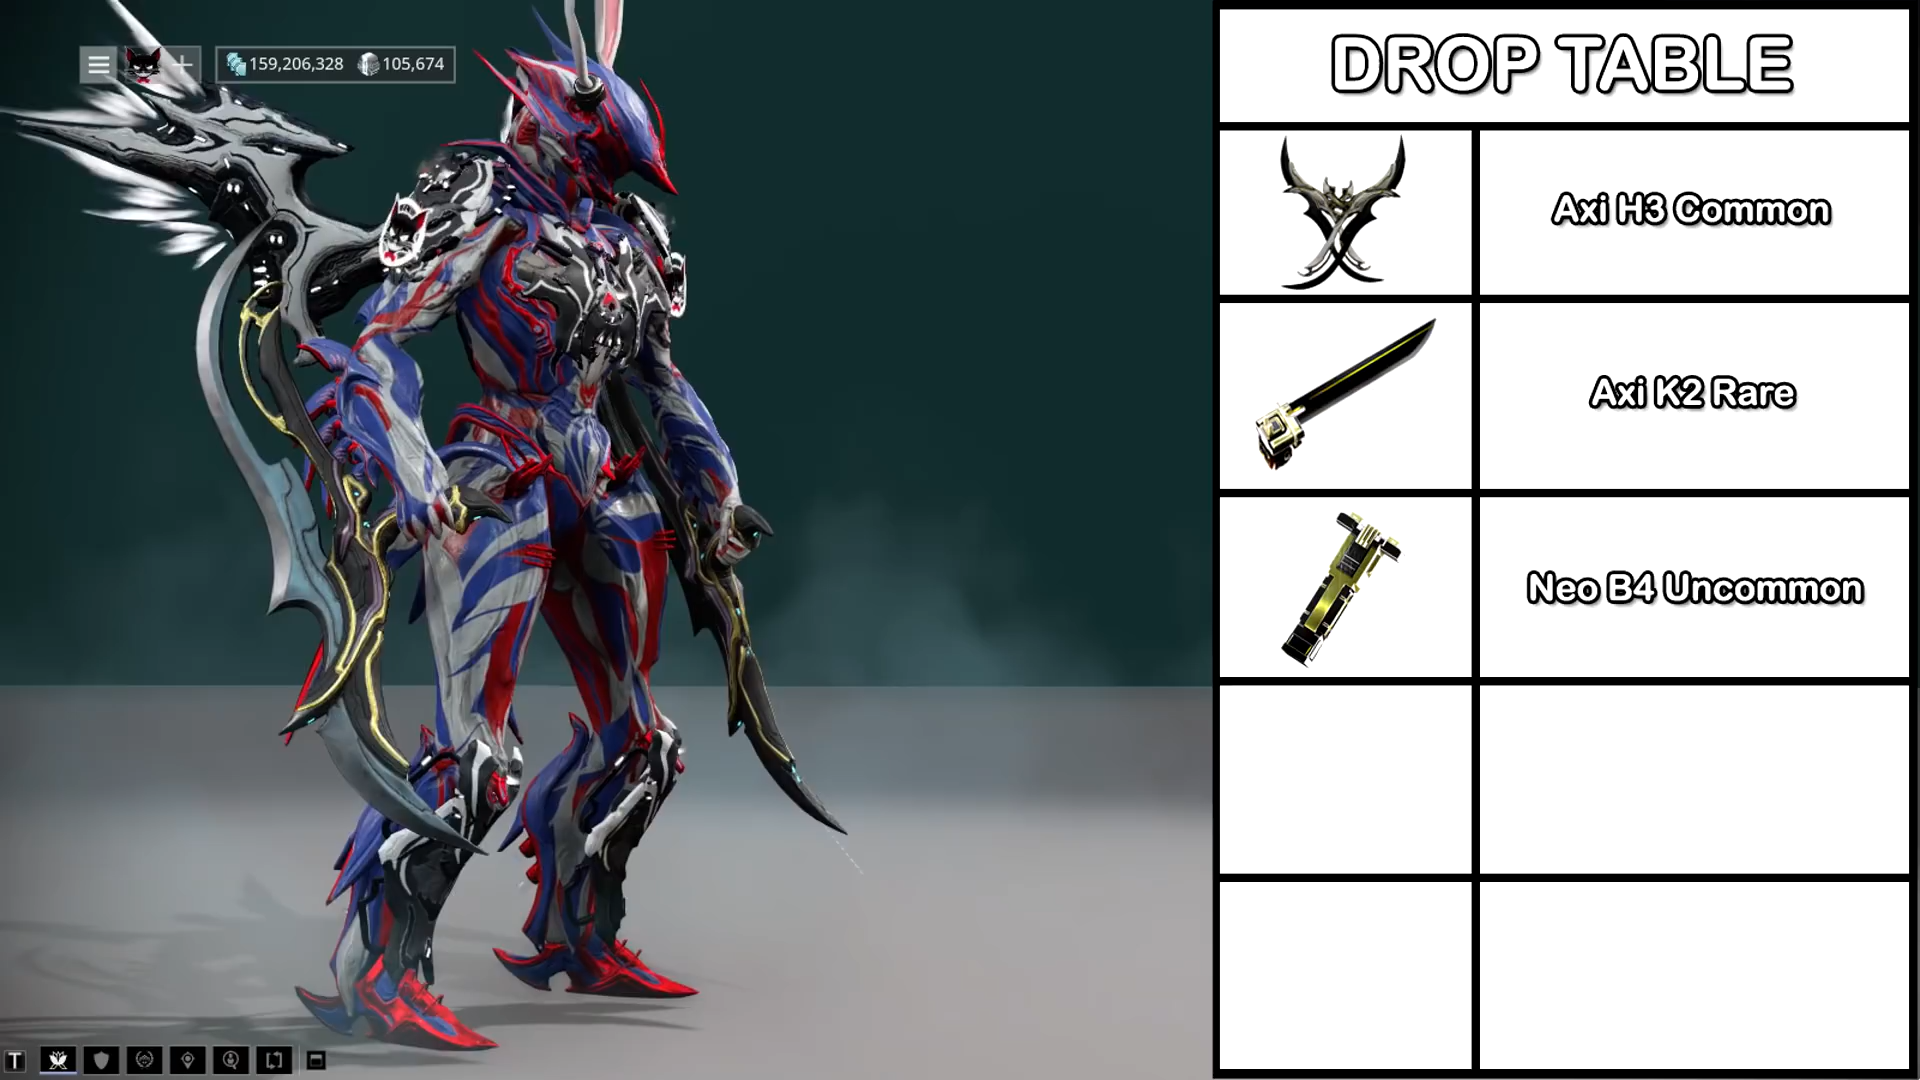 159,206,328 105,674
DROP TABLE
Axi H3 Common
Axi K2 Rare
Neo B4 Uncommon
T